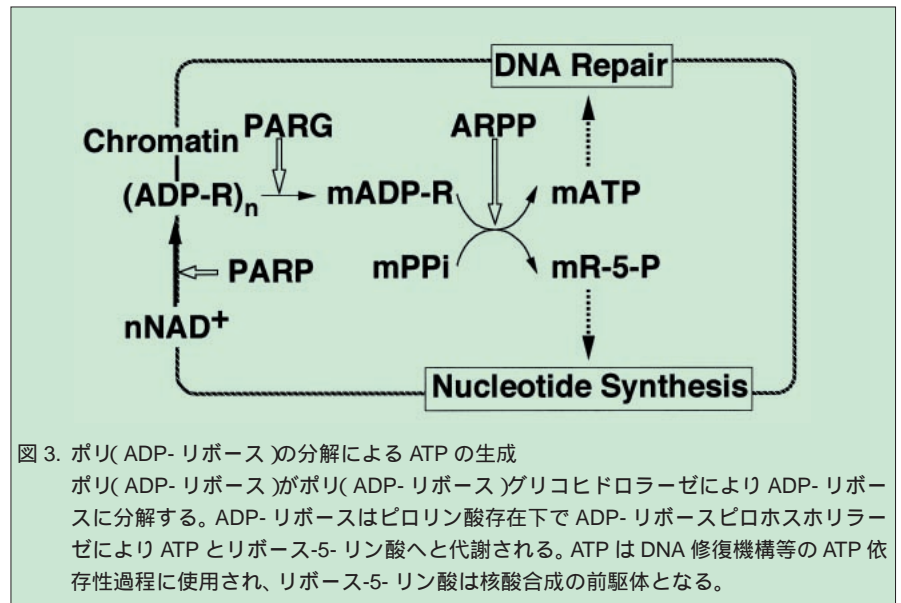 DNA Repair
Chromatin PARG ARPP
(ADP-R)n mADP-R mATP
PARP mPPi mR-5-P
nNAD+
Nucleotide Synthesis
図 3. ポリ( ADP- リボース )の分解による ATP の生成
ポリ( ADP- リボース )がポリ( ADP- リボース )グリコヒドロラーゼにより ADP- リボー
スに分解する。ADP- リボースはピロリン酸存在下で ADP- リボースピロホスホリラー
ゼにより ATP とリボース-5- リン酸へと代謝される。ATP は DNA 修復機構等の ATP 依
存性過程に使用され、リボース-5- リン酸は核酸合成の前駆体となる。